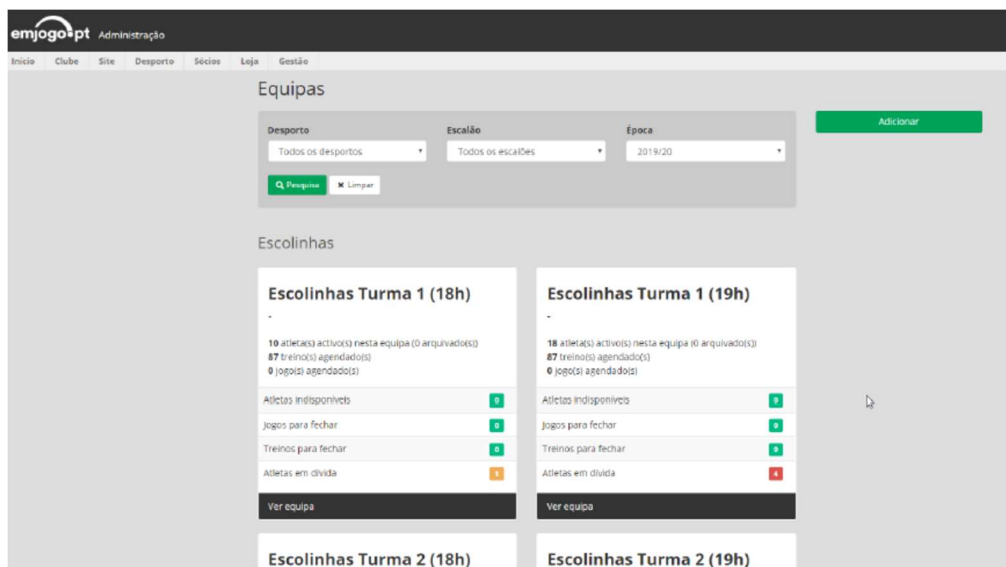 emjogo.pt Administração
Início Clube Site Desporto Sócios Loja Gestão
Equipas
Adicionar
Desporto Escalão Época
Todos os desportos Todos os escalões 2019/20
Pesquisa Limpar
Escolinhas
Escolinhas Turma 1 (18h)
-
10 atleta(s) activo(s) nesta equipa (0 arquivado(s))
87 treino(s) agendado(s)
0 jogo(s) agendado(s)
Atletas indisponíveis 0
Jogos para fechar 0
Treinos para fechar 0
Atletas em dívida
Ver equipa
Escolinhas Turma 1 (19h)
-
18 atleta(s) activo(s) nesta equipa (0 arquivado(s))
87 treino(s) agendado(s)
0 jogo(s) agendado(s)
Atletas indisponíveis 0
Jogos para fechar 0
Treinos para fechar 0
Atletas em dívida 4
Ver equipa
Escolinhas Turma 2 (18h)
Escolinhas Turma 2 (19h)